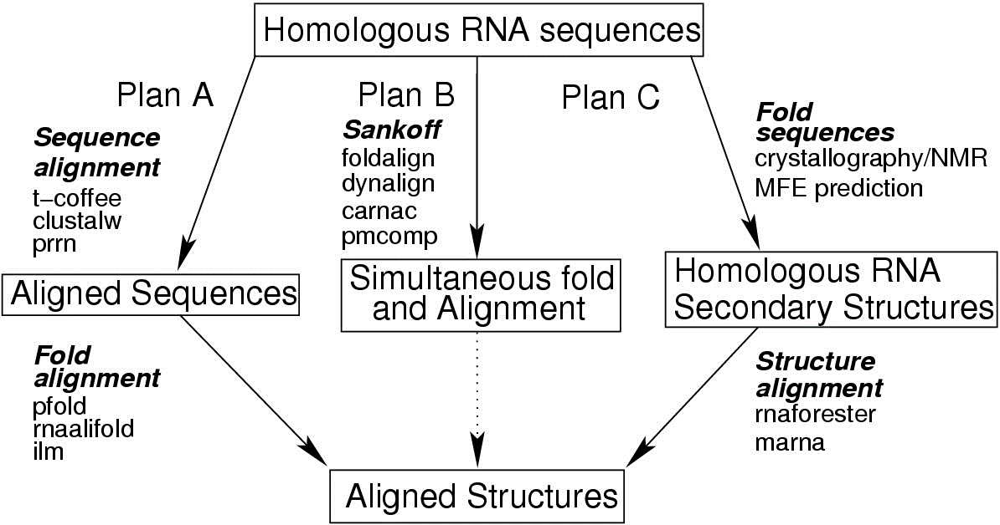 Homologous RNA sequences
Plan A
Sequence
alignment
t-coffee
clustalw
prrn
Plan B
Sankoff
foldalign
dynalign
carnac
pmcomp
Plan C
Fold
sequences
crystallography/NMR
MFE prediction
Aligned Sequences
Simultaneous fold
and Alignment
Homologous RNA
Secondary Structures
Fold
alignment
pfold
rnaalifold
ilm
Structure
alignment
rnaforester
marna
Aligned Structures